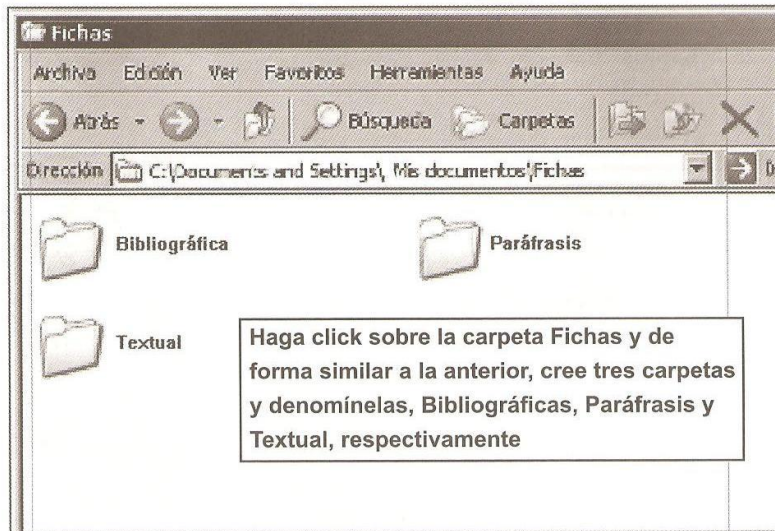 Fichas
Archivo Edición Ver Favoritos Herramientas Ayuda
Atrás Búsqueda Carpetas
Dirección C:\Documents and Settings\, Mis documentos\Fichas
Bibliográfica Paráfrasis
Textual
Haga click sobre la carpeta Fichas y de
forma similar a la anterior, cree tres carpetas
y denomínelas, Bibliográficas, Paráfrasis y
Textual, respectivamente